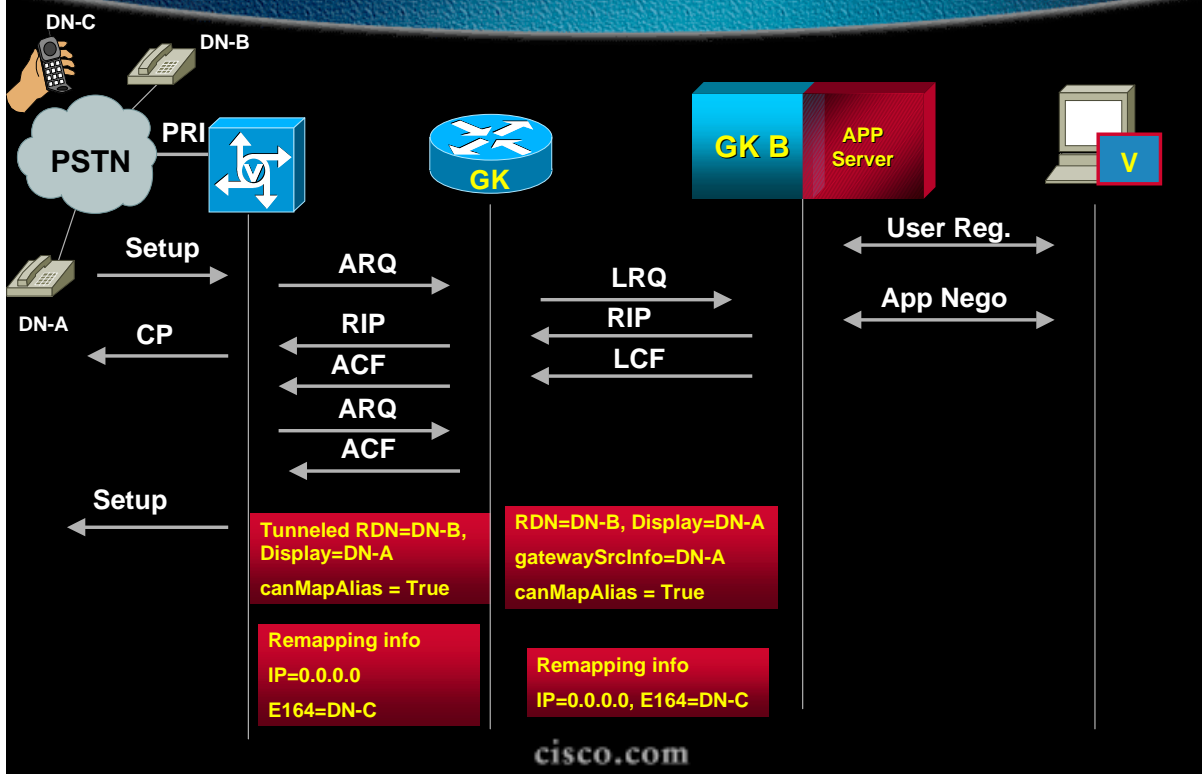 DN-C
DN-B
PSTN
PRI
V
GK
GK B
APP
Server
V
DN-A
Setup
CP
Setup
ARQ
RIP
ACF
ARQ
ACF
LRQ
RIP
LCF
User Reg.
App Nego
Tunneled RDN=DN-B,
Display=DN-A
canMapAlias = True
RDN=DN-B, Display=DN-A
gatewaySrcInfo=DN-A
canMapAlias = True
Remapping info
IP=0.0.0.0
E164=DN-C
Remapping info
IP=0.0.0.0, E164=DN-C
cisco.com